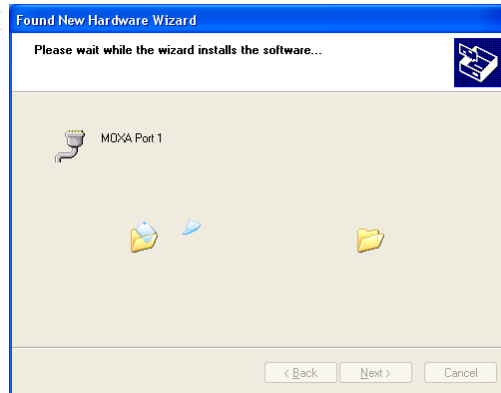 Found New Hardware Wizard
Please wait while the wizard installs the software...
MOXA Port 1
< Back
Next >
Cancel